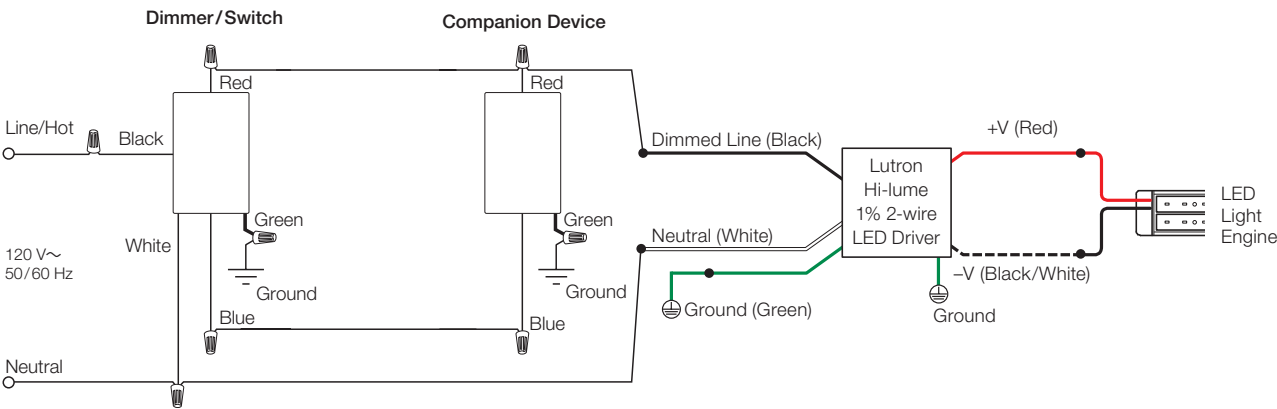 Dimmer/Switch
Companion Device
Red
Red
Line/Hot
Black
Dimmed Line (Black)
+V (Red)
Lutron
Hi-lume
1% 2-wire
LED Driver
LED
Light
Engine
Green
Green
White
Neutral (White)
120 V~
50/60 Hz
Ground
Ground
–V (Black/White)
Ground (Green)
Ground
Blue
Blue
Neutral